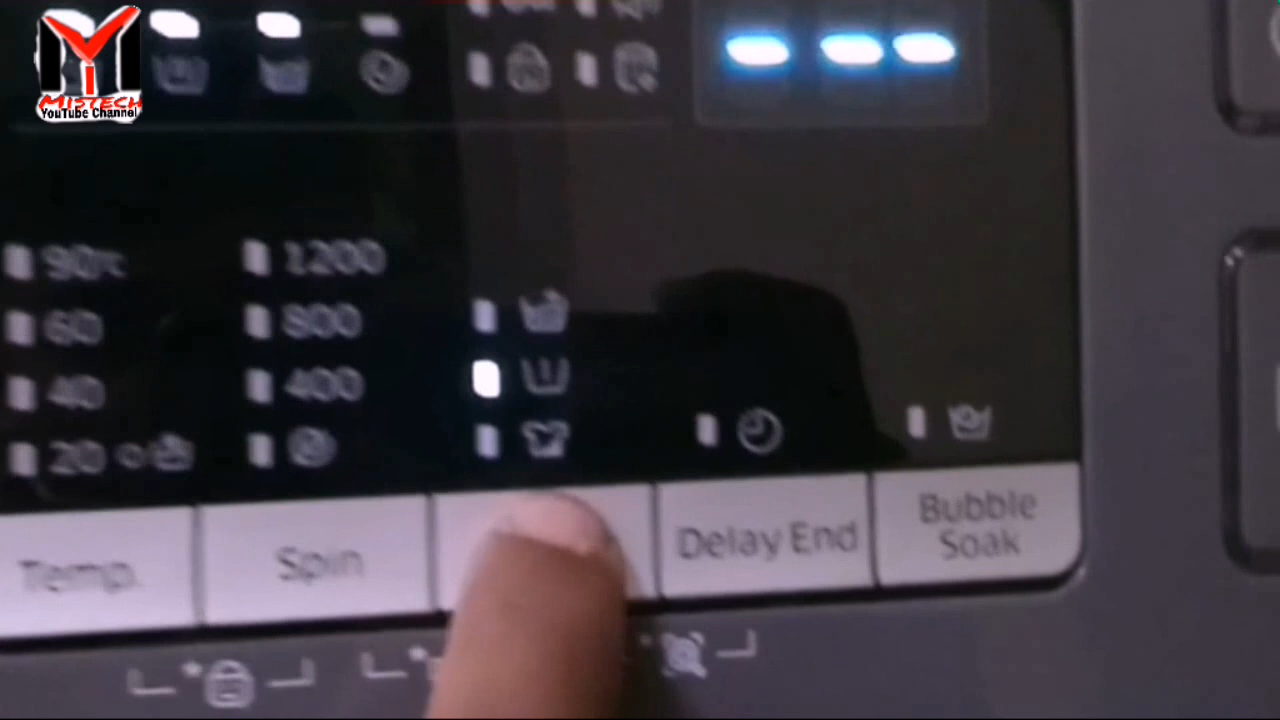 MISTECH
YouTube Channel
90℃
60
40
20
1200
800
400
Temp.
Spin
Delay End
Bubble
Soak